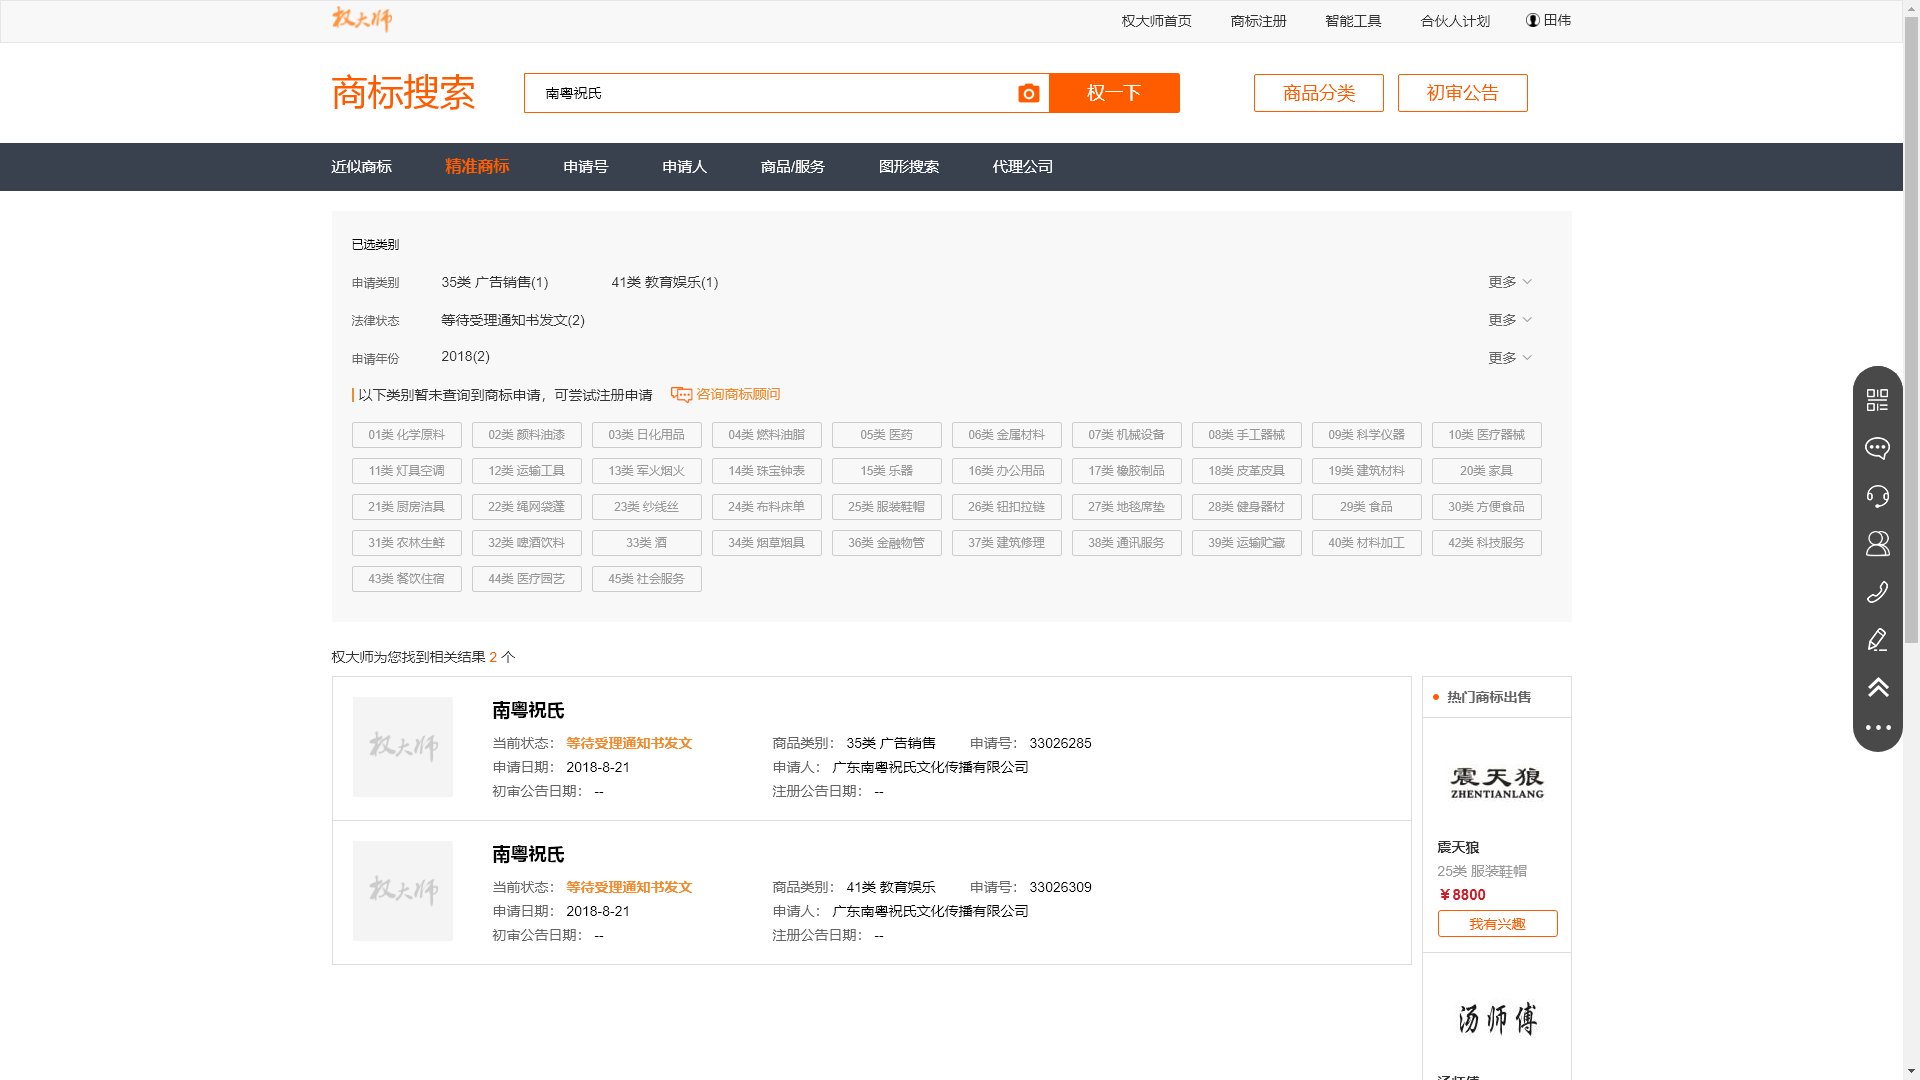 权大师
权大师首页 商标注册 智能工具 合伙人计划 田伟
商标搜索
南粤祝氏
权一下
商品分类
初审公告
近似商标 精准商标 申请号 申请人 商品/服务 图形搜索 代理公司
已选类别
申请类别 35类 广告销售(1) 41类 教育娱乐(1) 更多
法律状态 等待受理通知书发文(2) 更多
申请年份 2018(2) 更多
以下类别暂未查询到商标申请，可尝试注册申请 咨询商标顾问
01类 化学原料 02类 颜料油漆 03类 日化用品 04类 燃料油脂 05类 医药 06类 金属材料 07类 机械设备 08类 手工器械 09类 科学仪器 10类 医疗器械
11类 灯具空调 12类 运输工具 13类 军火烟火 14类 珠宝钟表 15类 乐器 16类 办公用品 17类 橡胶制品 18类 皮革皮具 19类 建筑材料 20类 家具
21类 厨房洁具 22类 绳网袋蓬 23类 纱线丝 24类 布料床单 25类 服装鞋帽 26类 钮扣拉链 27类 地毯席垫 28类 健身器材 29类 食品 30类 方便食品
31类 农林生鲜 32类 啤酒饮料 33类 酒 34类 烟草烟具 36类 金融物管 37类 建筑修理 38类 通讯服务 39类 运输贮藏 40类 材料加工 42类 科技服务
43类 餐饮住宿 44类 医疗园艺 45类 社会服务
权大师为您找到相关结果 2 个
权大师
南粤祝氏
当前状态： 等待受理通知书发文 商品类别： 35类 广告销售 申请号： 33026285
申请日期： 2018-8-21 申请人： 广东南粤祝氏文化传播有限公司
初审公告日期： -- 注册公告日期： --
权大师
南粤祝氏
当前状态： 等待受理通知书发文 商品类别： 41类 教育娱乐 申请号： 33026309
申请日期： 2018-8-21 申请人： 广东南粤祝氏文化传播有限公司
初审公告日期： -- 注册公告日期： --
热门商标出售
震天狼
ZHENTIANLANG
震天狼
25类 服装鞋帽
￥8800
我有兴趣
汤师傅
汤师傅